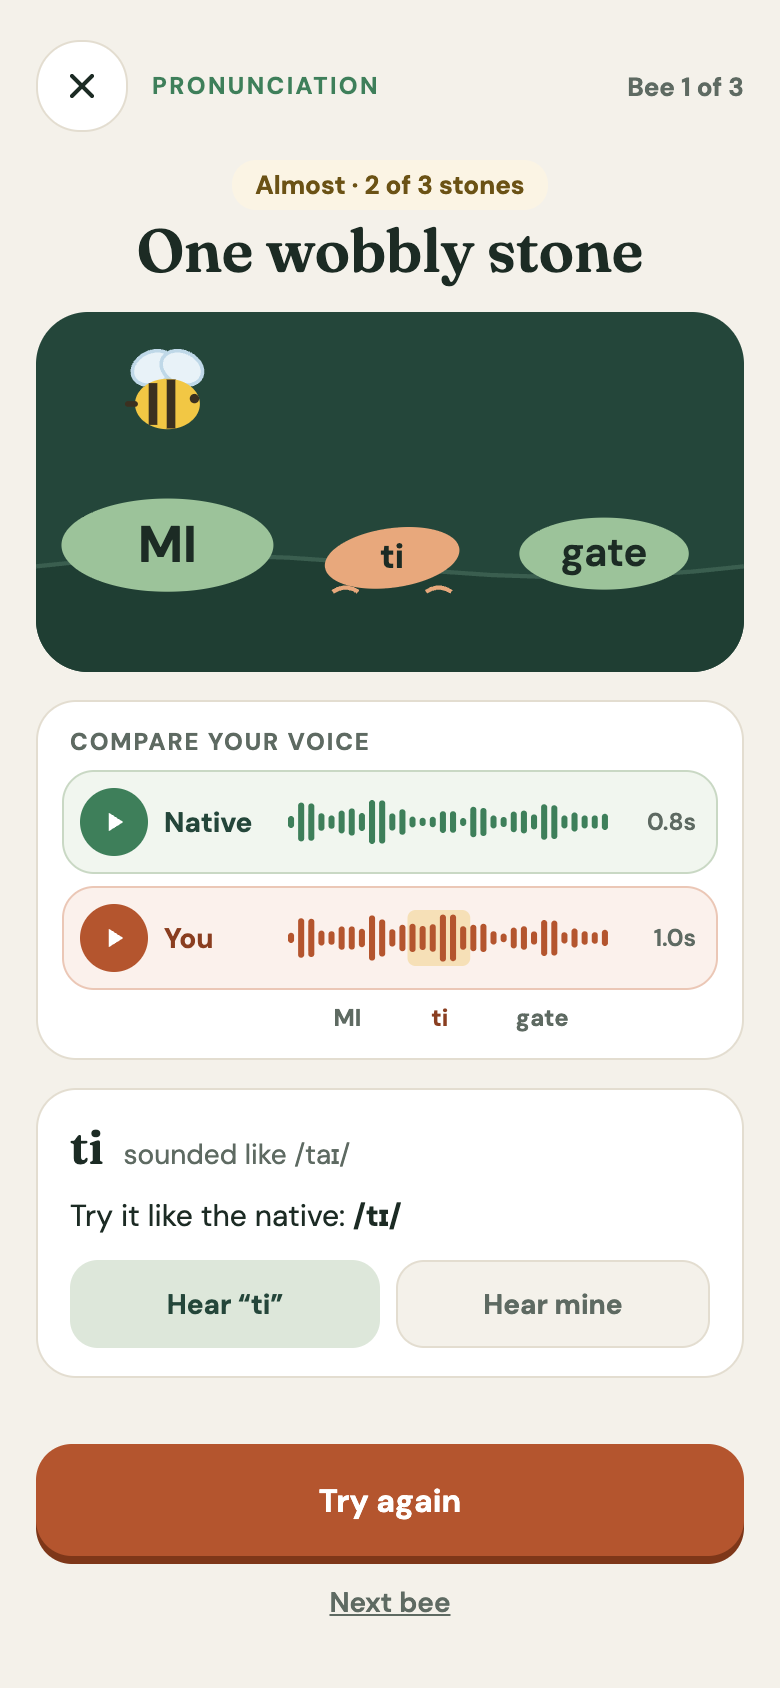 PRONUNCIATION
Bee 1 of 3
Almost · 2 of 3 stones
One wobbly stone
MI
ti
gate
COMPARE YOUR VOICE
Native
0.8s
You
1.0s
MI ti gate
ti sounded like /taɪ/
Try it like the native: /tɪ/
Hear “ti”
Hear mine
Try again
Next bee